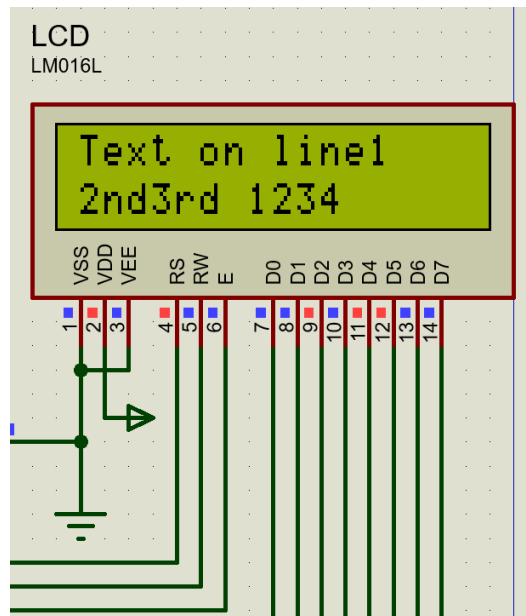 LCD
LM016L
Text on line1
2nd3rd 1234
VSS VDD VEE RS RW E D0 D1 D2 D3 D4 D5 D6 D7
1 2 3 4 5 6 7 8 9 10 11 12 13 14